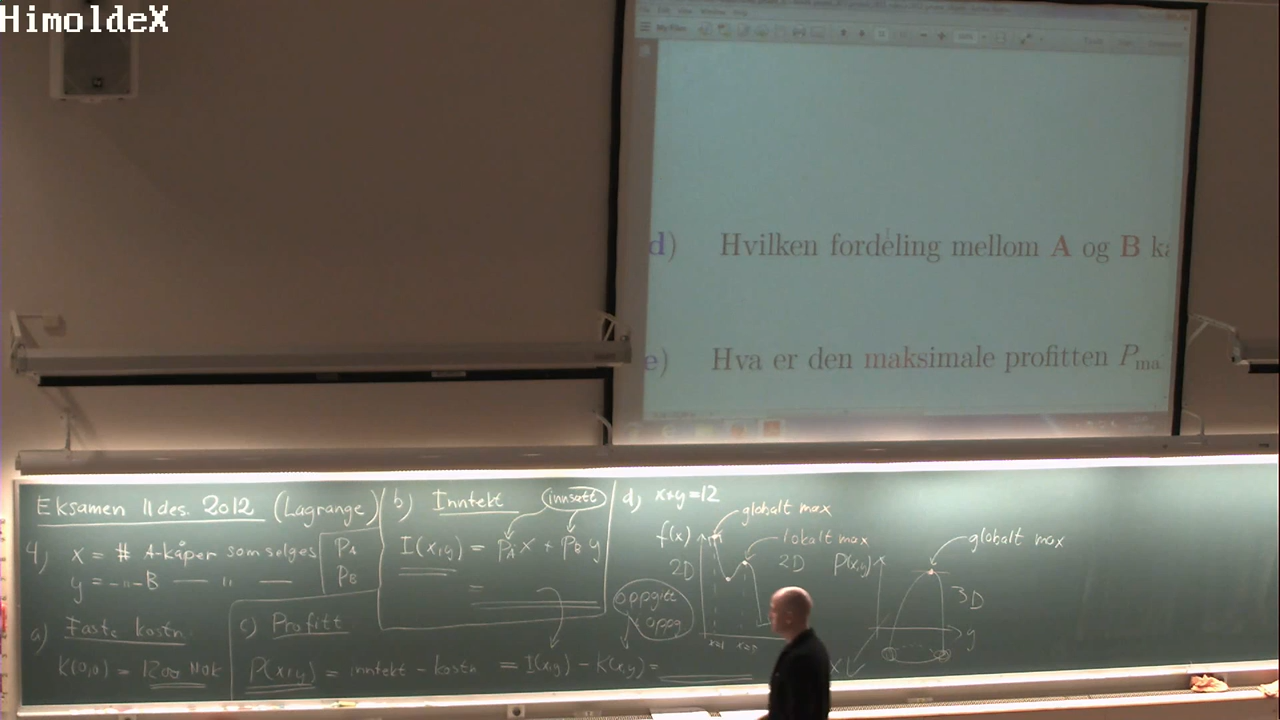 HimoldeX
d) Hvilken fordeling mellom A og B ka
e) Hva er den maksimale profitten Pma
Eksamen 11 des. 2012 (Lagrange)
4) x = # A-kåper som selges PA
y = -"- B — " — PB
a) Faste kostn.
K(0,0) = 1200 NOK
b) Inntekt innsatt
I(x,y) = PA x + PB y
=
c) Profitt
P(x,y) = inntekt - kostn = I(x,y) - K(x,y) =
oppgitt
i oppg.
d) x+y=12
f(x) globalt max
lokalt max
2D 2D
P(x,y) globalt max
3D
y
x